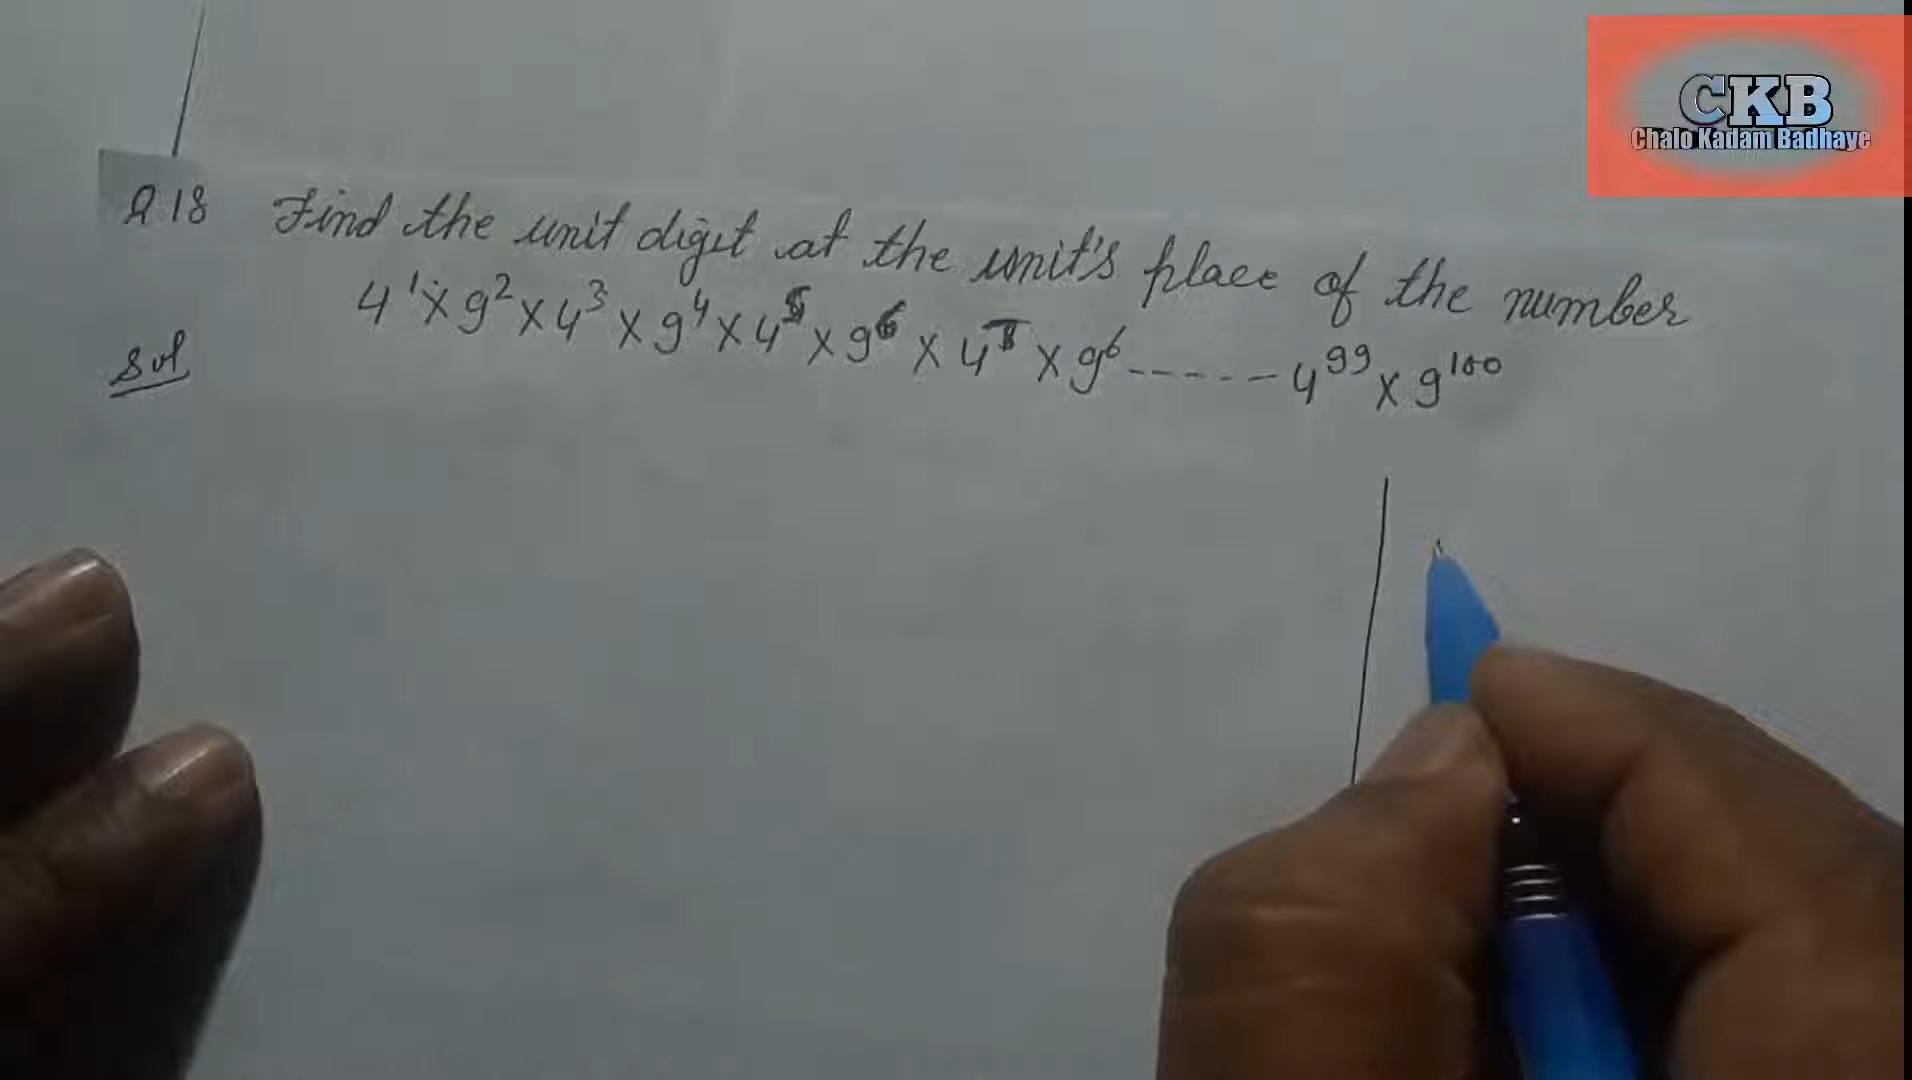 CKB
Chalo Kadam Badhaye
Q 18 Find the unit digit at the unit's place of the number
4¹ × 9² × 4³ × 9⁴ × 4⁵ × 9⁶ × 4⁷ × 9⁶ ------ 4⁹⁹ × 9¹⁰⁰
Sol